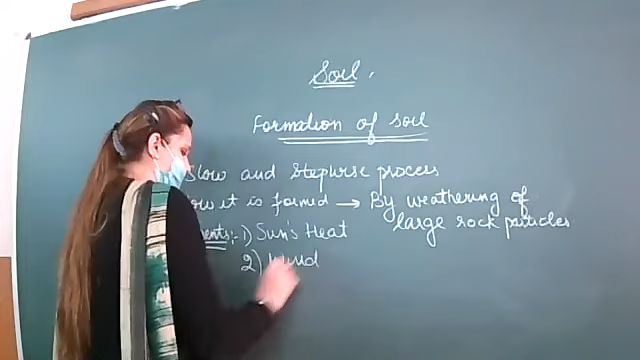 Soil.
Formation of soil
Slow and Stepwise process
it is formed → By weathering of
large rock particles
:- 1) Sun's Heat
2) Wind